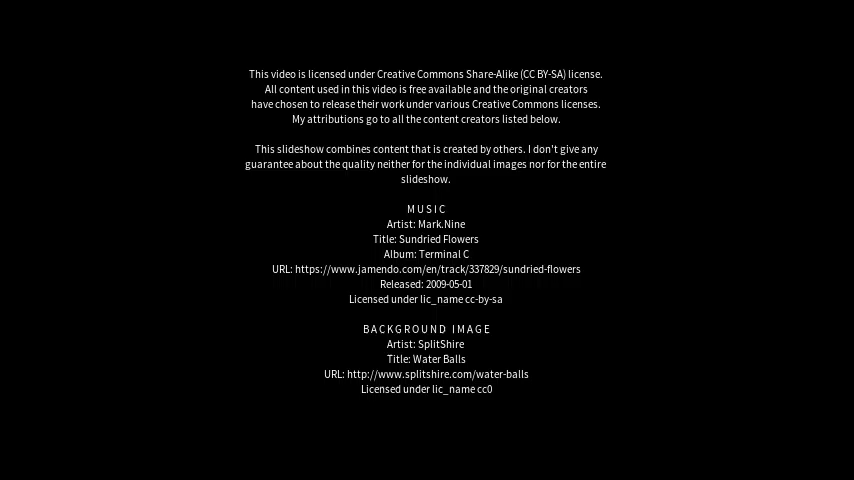 This video is licensed under Creative Commons Share-Alike (CC BY-SA) license.
All content used in this video is free available and the original creators
have chosen to release their work under various Creative Commons licenses.
My attributions go to all the content creators listed below.
This slideshow combines content that is created by others. I don't give any
guarantee about the quality neither for the individual images nor for the entire
slideshow.
MUSIC
Artist: Mark.Nine
Title: Sundried Flowers
Album: Terminal C
URL: https://www.jamendo.com/en/track/337829/sundried-flowers
Released: 2009-05-01
Licensed under lic_name cc-by-sa
BACKGROUND IMAGE
Artist: SplitShire
Title: Water Balls
URL: http://www.splitshire.com/water-balls
Licensed under lic_name cc0